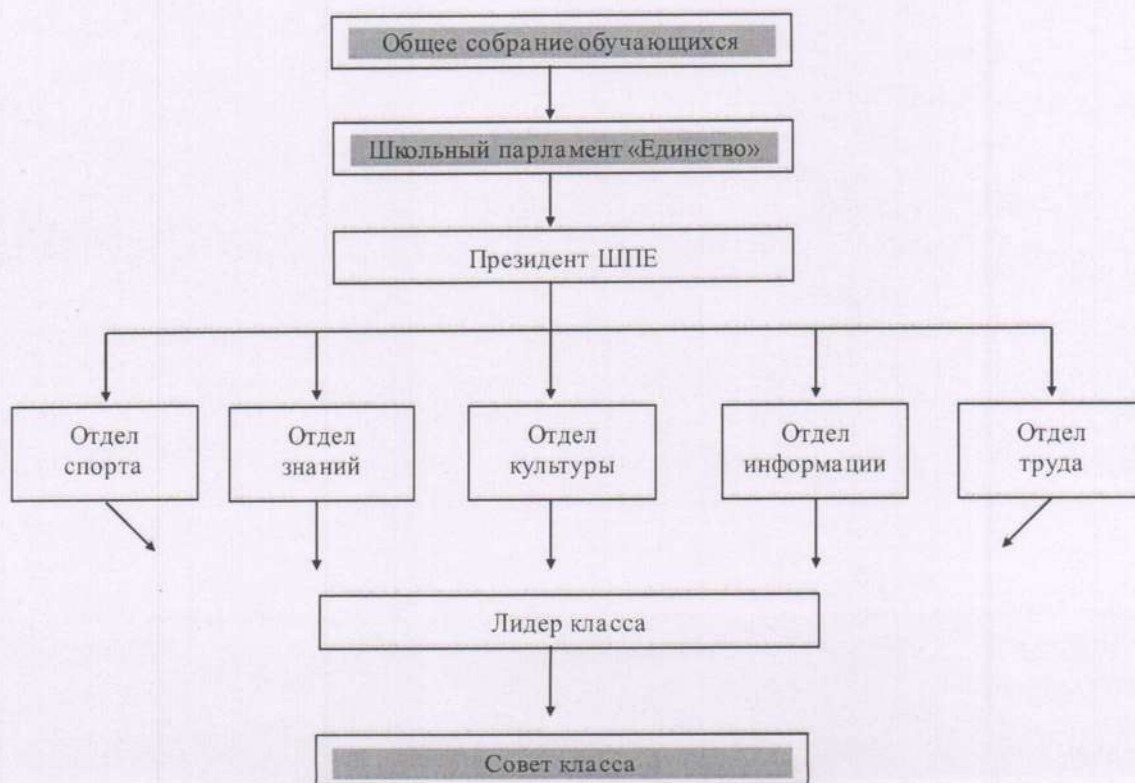 Общее собрание обучающихся
Школьный парламент «Единство»
Президент ШПЕ
Отдел
спорта
Отдел
знаний
Отдел
культуры
Отдел
информации
Отдел
труда
Лидер класса
Совет класса